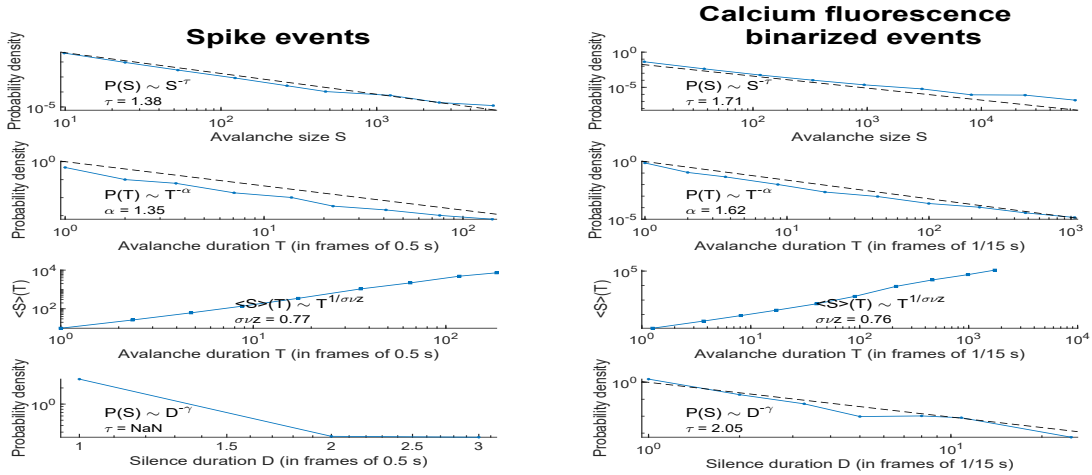 Spike events
Probability density
10^-5
P(S) ∼ S^-τ
τ = 1.38
10^1 10^2 10^3
Avalanche size S
Probability density
10^0
P(T) ∼ T^-α
α = 1.35
10^0 10^1 10^2
Avalanche duration T (in frames of 0.5 s)
<S>(T)
10^4
10^2
<S>(T) ∼ T^1/σνz
σνz = 0.77
10^0 10^1 10^2
Avalanche duration T (in frames of 0.5 s)
Probability density
10^0
P(S) ∼ D^-γ
τ = NaN
1 1.5 2 2.5 3
Silence duration D (in frames of 0.5 s)
Calcium fluorescence
binarized events
Probability density
10^0
10^-5
P(S) ∼ S^-τ
τ = 1.71
10^2 10^3 10^4
Avalanche size S
Probability density
10^0
10^-5
P(T) ∼ T^-α
α = 1.62
10^0 10^1 10^2 10^3
Avalanche duration T (in frames of 1/15 s)
<S>(T)
10^5
<S>(T) ∼ T^1/σνz
σνz = 0.76
10^0 10^1 10^2 10^3 10^4
Avalanche duration T (in frames of 1/15 s)
Probability density
10^0
P(S) ∼ D^-γ
τ = 2.05
10^0 10^1
Silence duration D (in frames of 1/15 s)